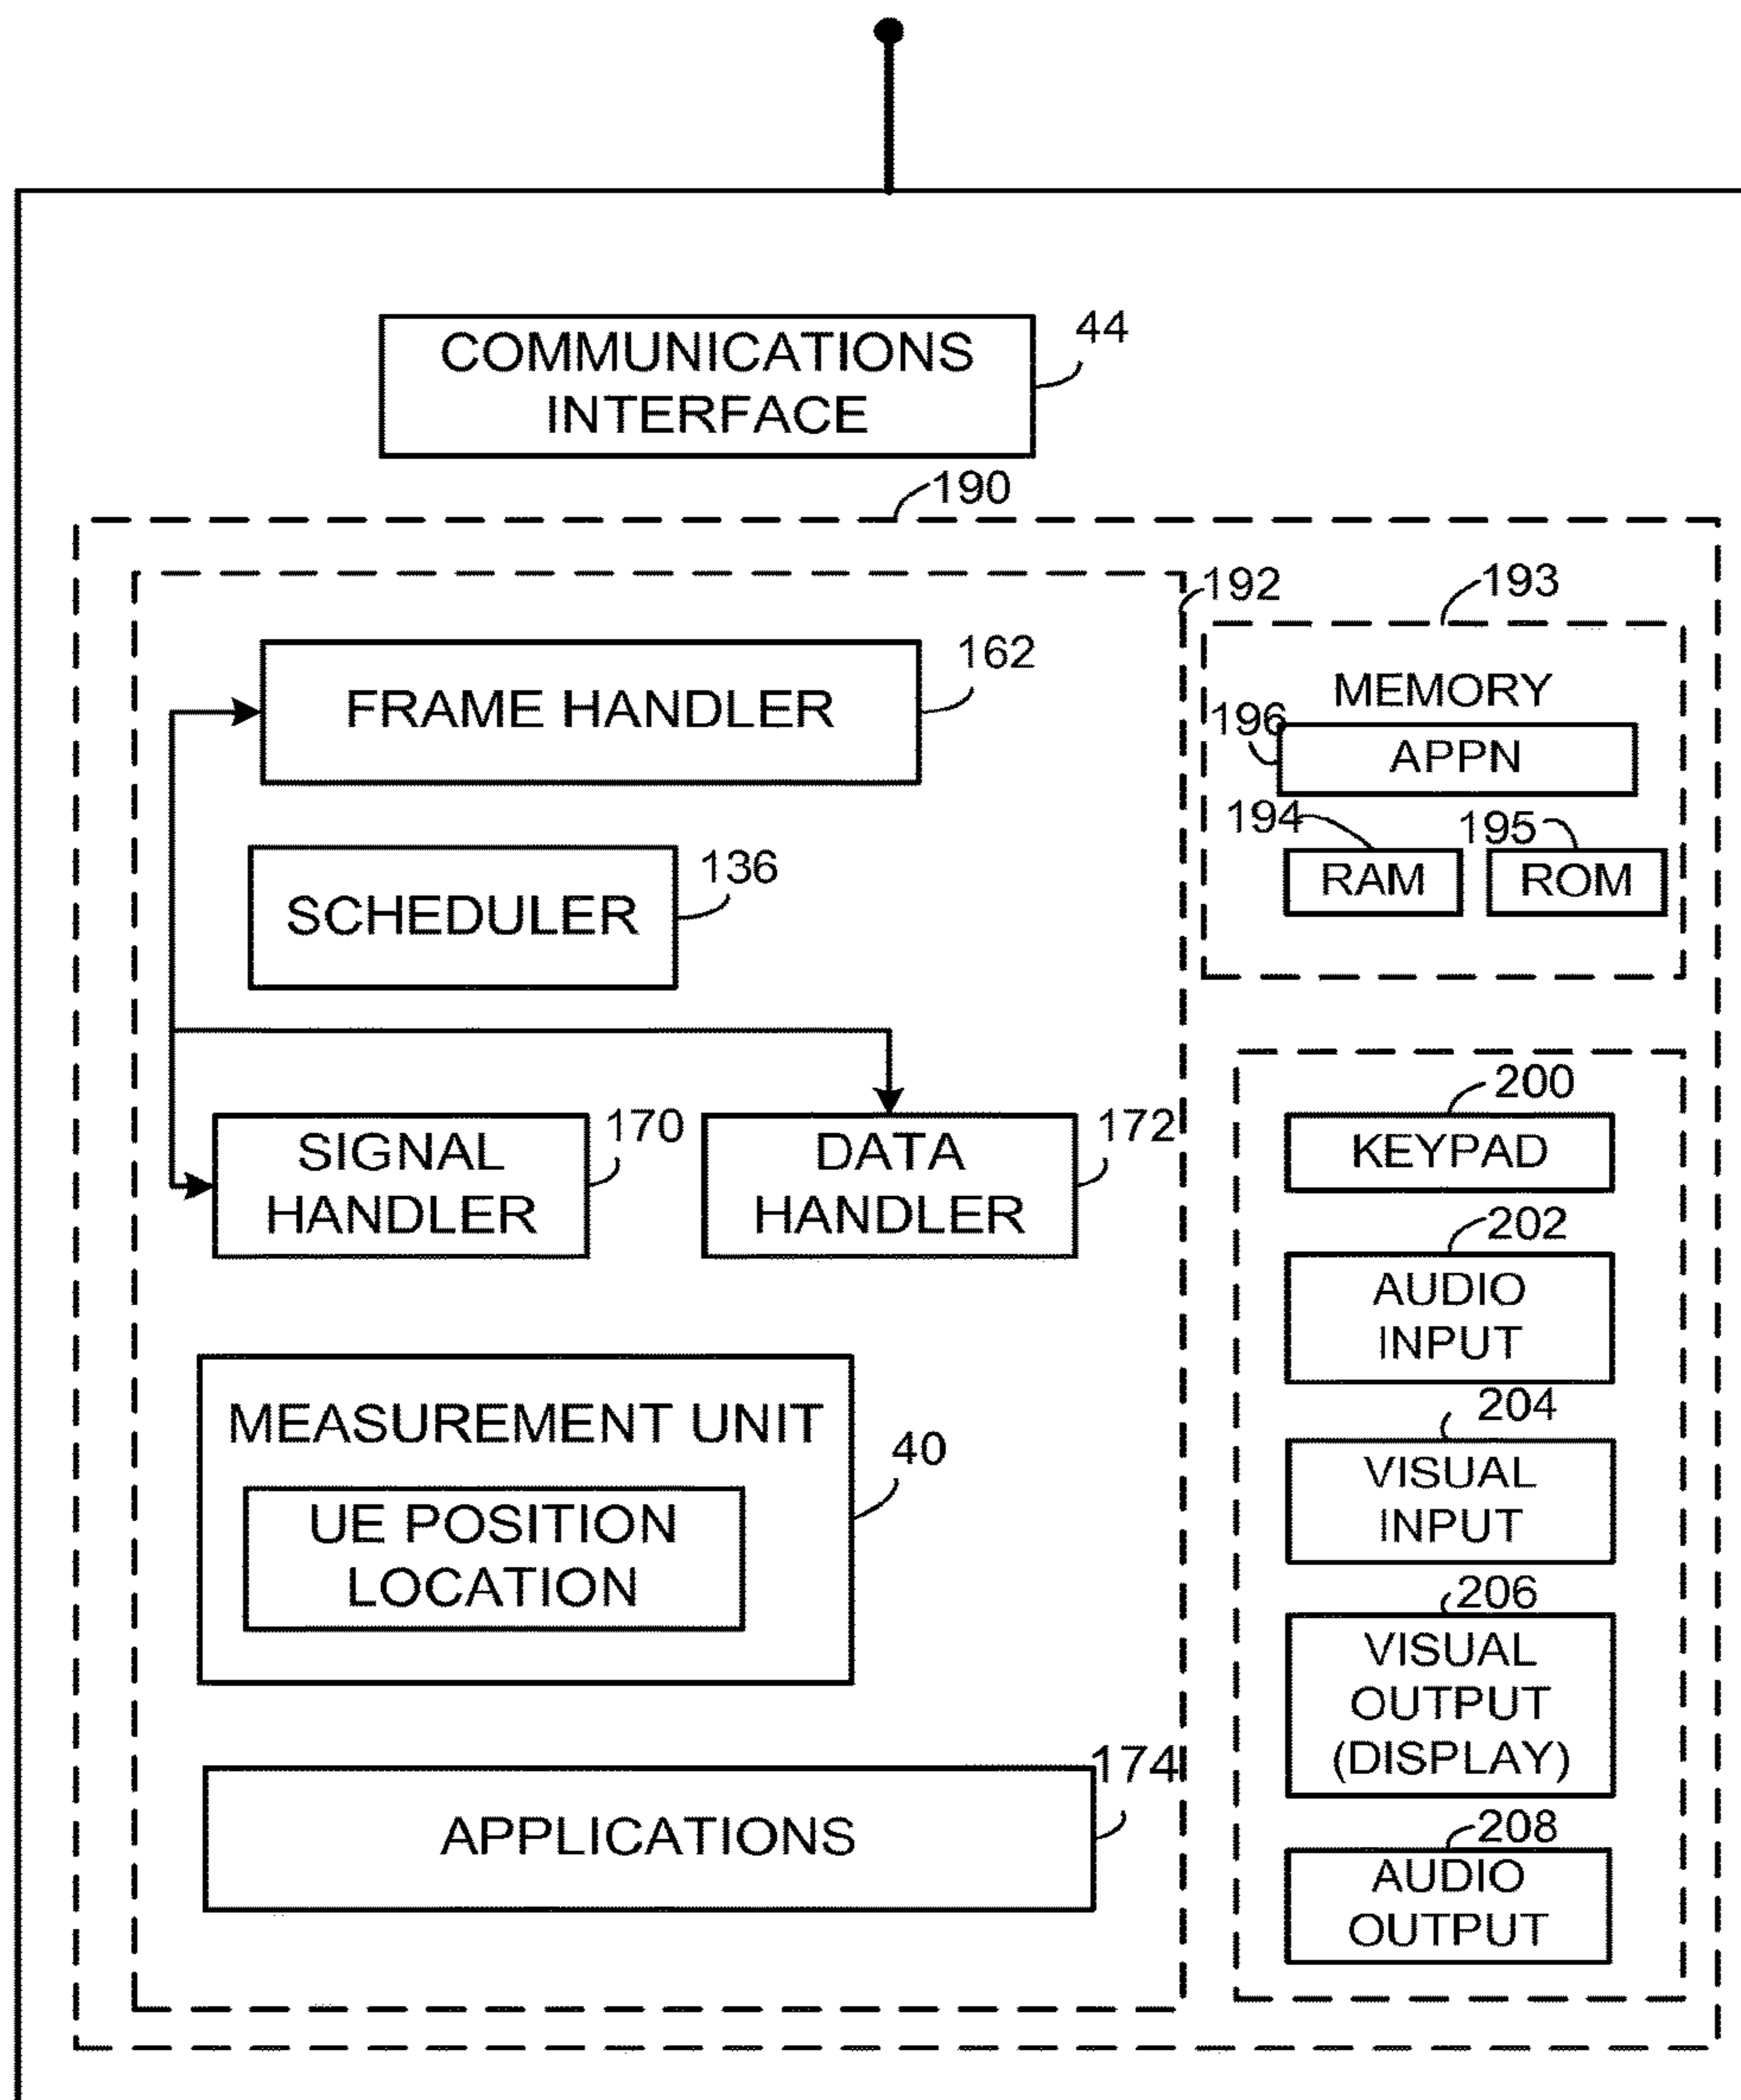 COMMUNICATIONS
INTERFACE
44
190
192
193
FRAME HANDLER
162
MEMORY
196
APPN
194
195
RAM
ROM
SCHEDULER
136
SIGNAL
HANDLER
170
DATA
HANDLER
172
200
KEYPAD
202
AUDIO
INPUT
MEASUREMENT UNIT
40
UE POSITION
LOCATION
204
VISUAL
INPUT
206
VISUAL
OUTPUT
(DISPLAY)
APPLICATIONS
174
208
AUDIO
OUTPUT